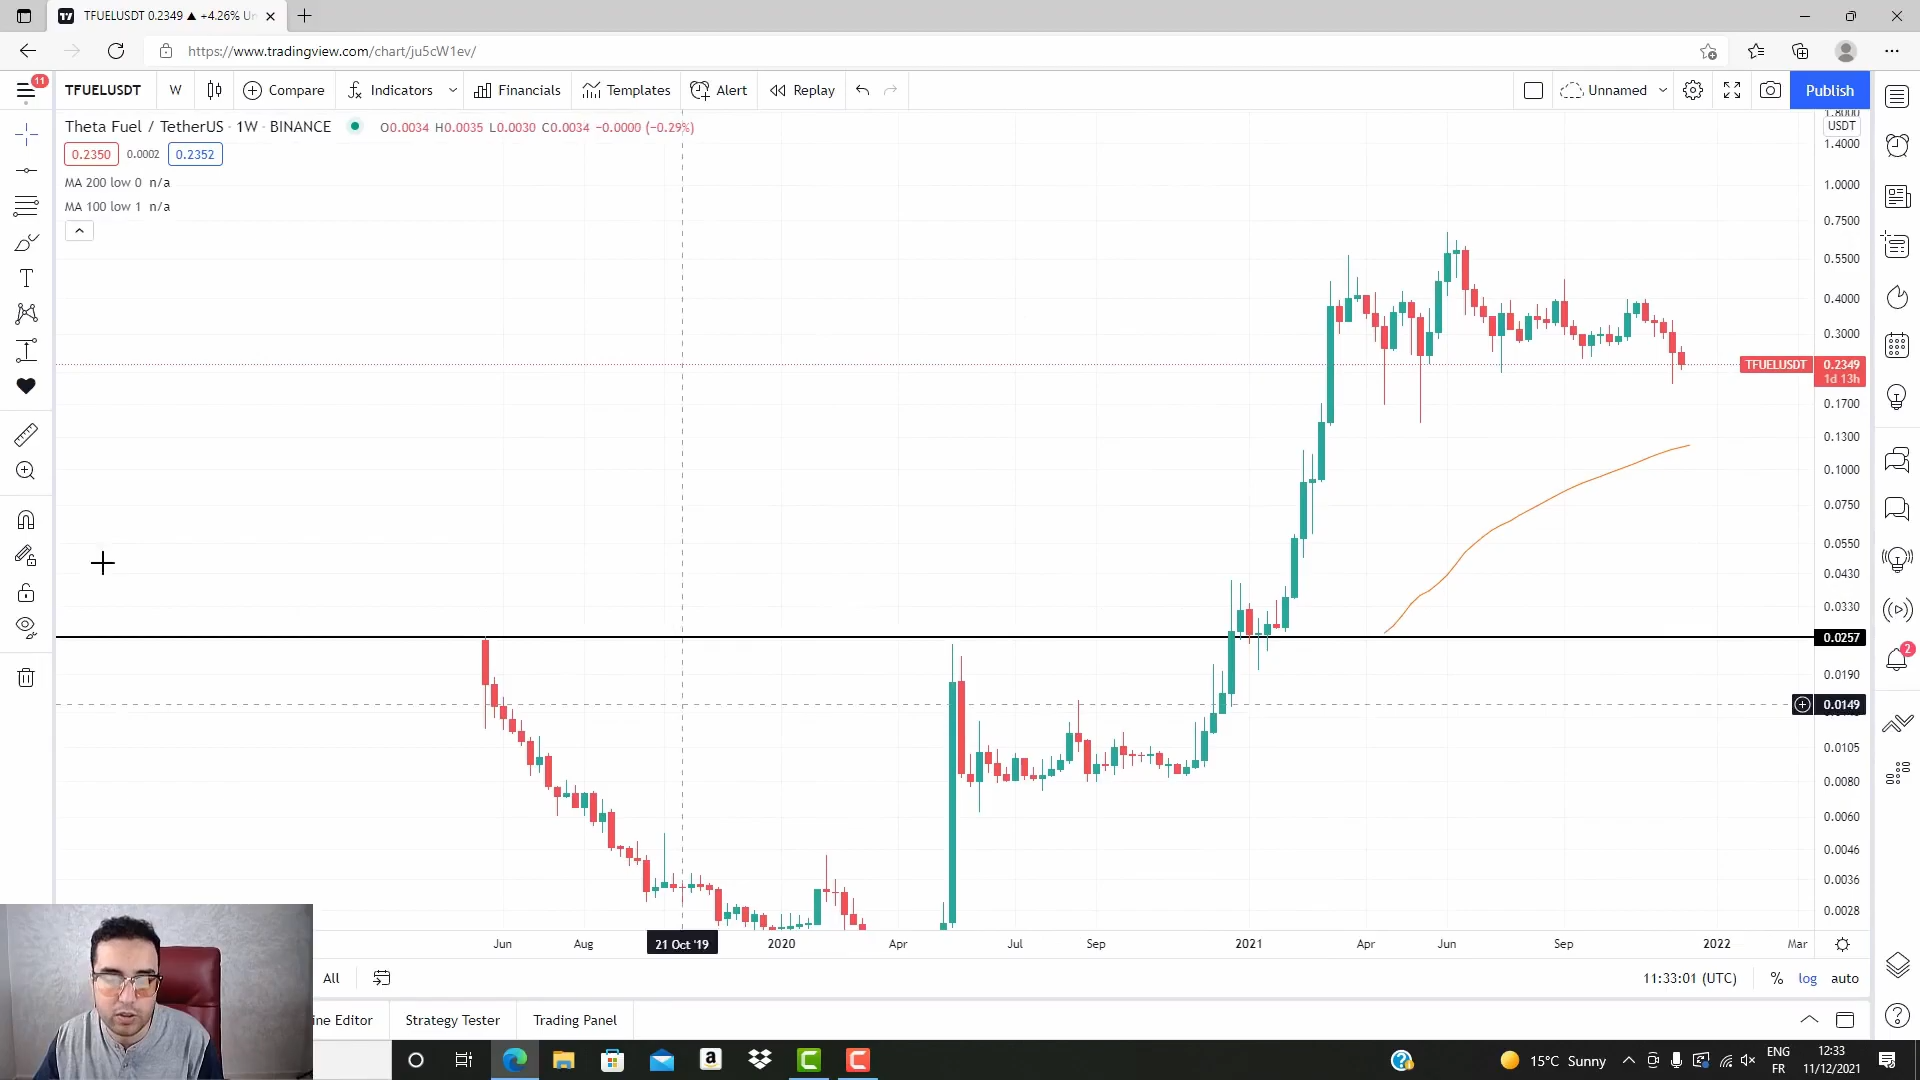 TFUELUSDT 0.2349 ▲ +4.26% Un
https://www.tradingview.com/chart/ju5cW1ev/
11
TFUELUSDT W Compare Indicators Financials Templates Alert Replay Unnamed Publish
Theta Fuel / TetherUS · 1W · BINANCE O0.0034 H0.0035 L0.0030 C0.0034 −0.0000 (−0.29%)
0.2350 0.0002 0.2352
MA 200 low 0 n/a
MA 100 low 1 n/a
1.8000
USDT
1.4000
1.0000
0.7500
0.5500
0.4000
0.3000
TFUELUSDT 0.2349
1d 13h
0.1700
0.1300
0.1000
0.0750
0.0550
0.0430
0.0330
0.0257
2
0.0190
0.0149
0.0105
0.0080
0.0060
0.0046
0.0036
0.0028
Jun Aug 21 Oct '19 2020 Apr Jul Sep 2021 Apr Jun Sep 2022 Mar
All 11:33:01 (UTC) % log auto
ine Editor Strategy Tester Trading Panel
15°C Sunny
ENG
FR
12:33
11/12/2021